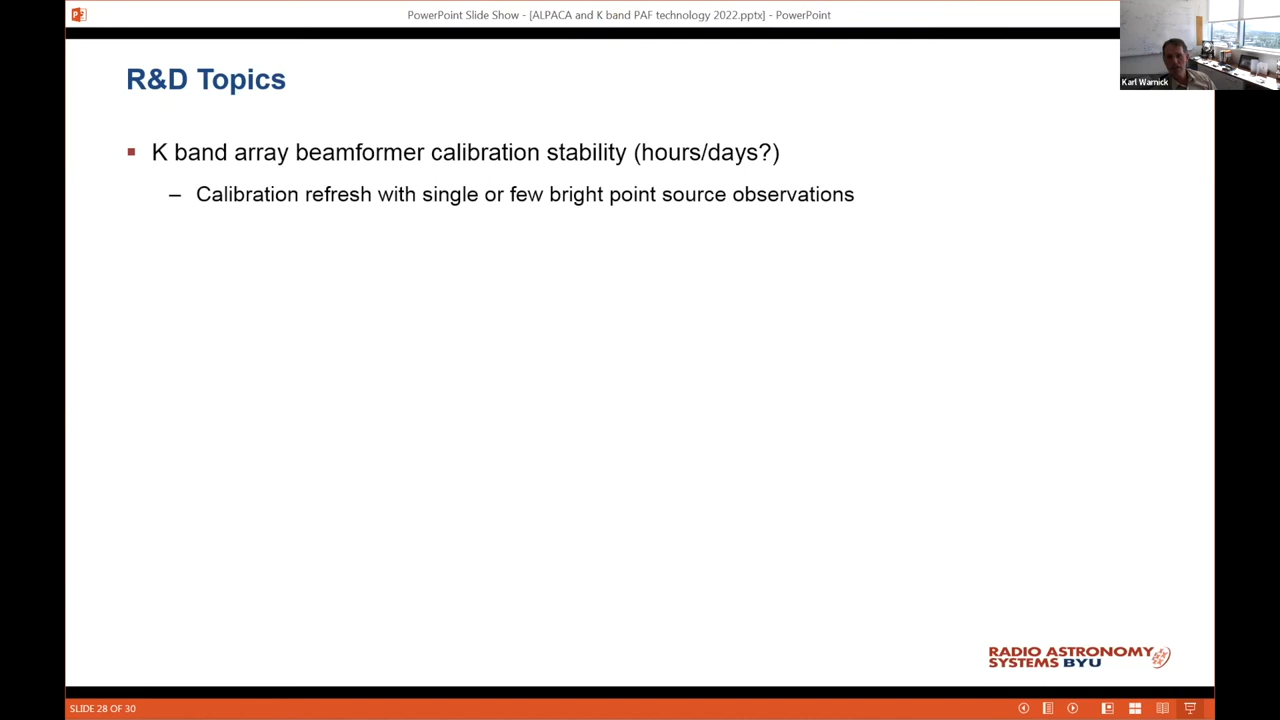 PowerPoint Slide Show - [ALPACA and K band PAF technology 2022.pptx] - PowerPoint
Karl Warnick
R&D Topics
▪ K band array beamformer calibration stability (hours/days?)
– Calibration refresh with single or few bright point source observations
RADIO ASTRONOMY
SYSTEMS BYU
SLIDE 28 OF 30